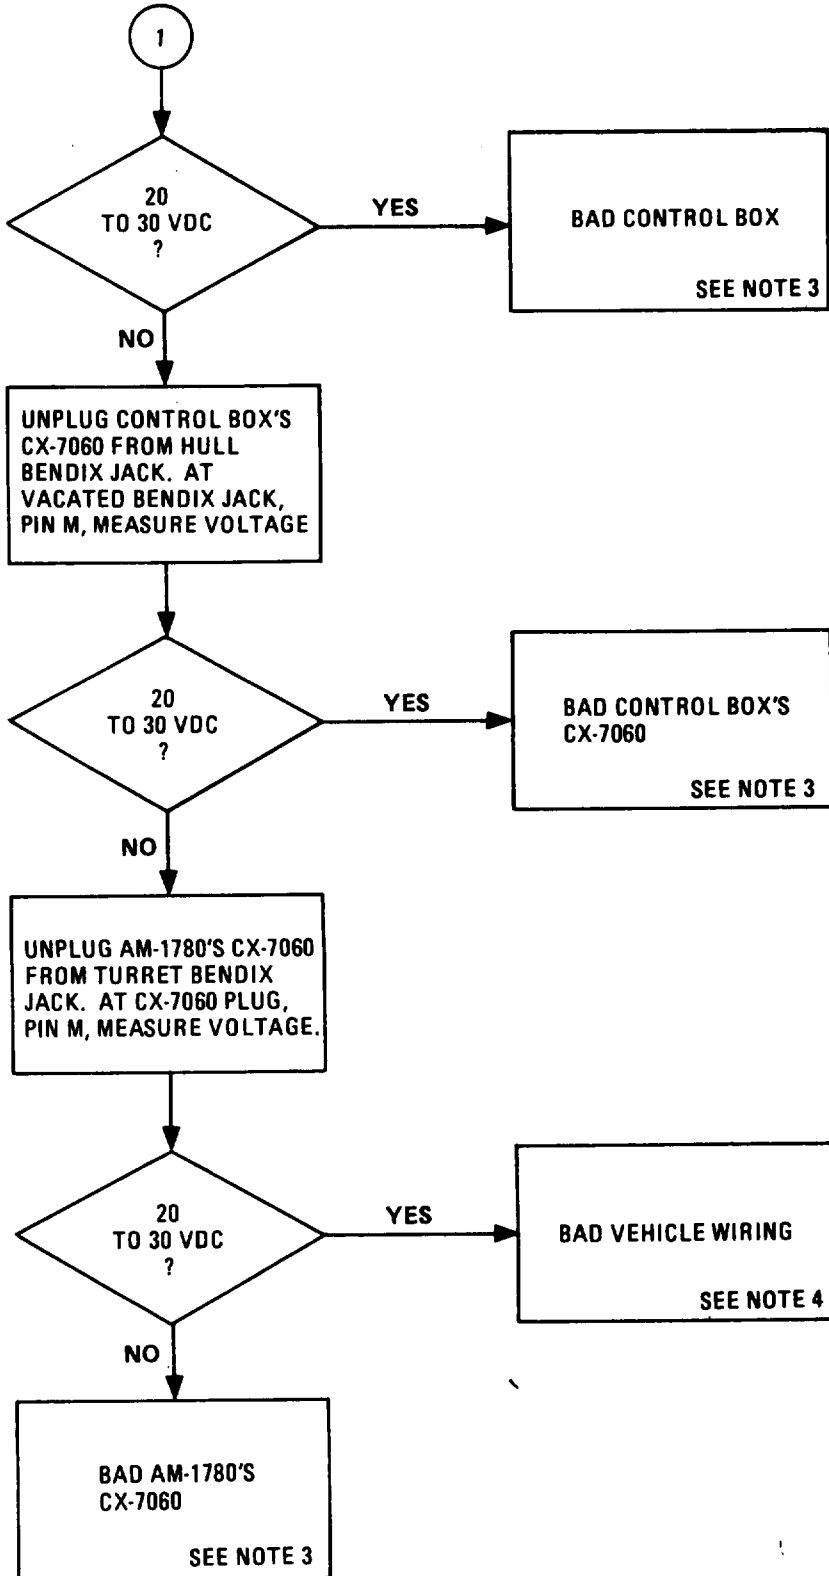 1
20
TO 30 VDC
?
YES
BAD CONTROL BOX
SEE NOTE 3
NO
UNPLUG CONTROL BOX'S
CX-7060 FROM HULL
BENDIX JACK. AT
VACATED BENDIX JACK,
PIN M, MEASURE VOLTAGE
20
TO 30 VDC
?
YES
BAD CONTROL BOX'S
CX-7060
SEE NOTE 3
NO
UNPLUG AM-1780'S CX-7060
FROM TURRET BENDIX
JACK. AT CX-7060 PLUG,
PIN M, MEASURE VOLTAGE.
20
TO 30 VDC
?
YES
BAD VEHICLE WIRING
SEE NOTE 4
NO
BAD AM-1780'S
CX-7060
SEE NOTE 3